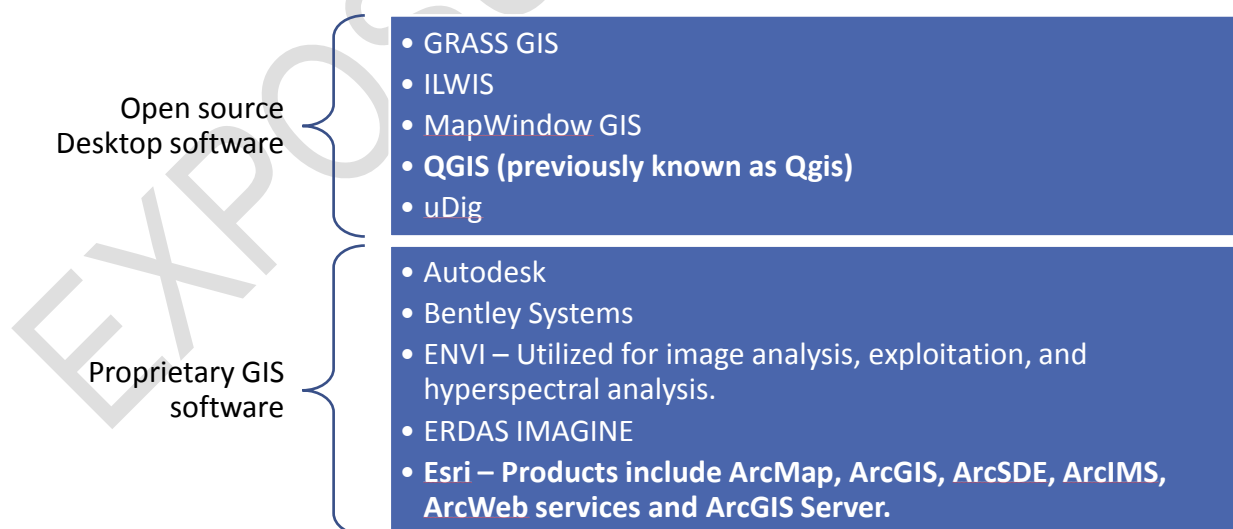 Open source
Desktop software
• GRASS GIS
• ILWIS
• MapWindow GIS
• QGIS (previously known as Qgis)
• uDig
Proprietary GIS
software
• Autodesk
• Bentley Systems
• ENVI – Utilized for image analysis, exploitation, and
hyperspectral analysis.
• ERDAS IMAGINE
• Esri – Products include ArcMap, ArcGIS, ArcSDE, ArcIMS,
ArcWeb services and ArcGIS Server.